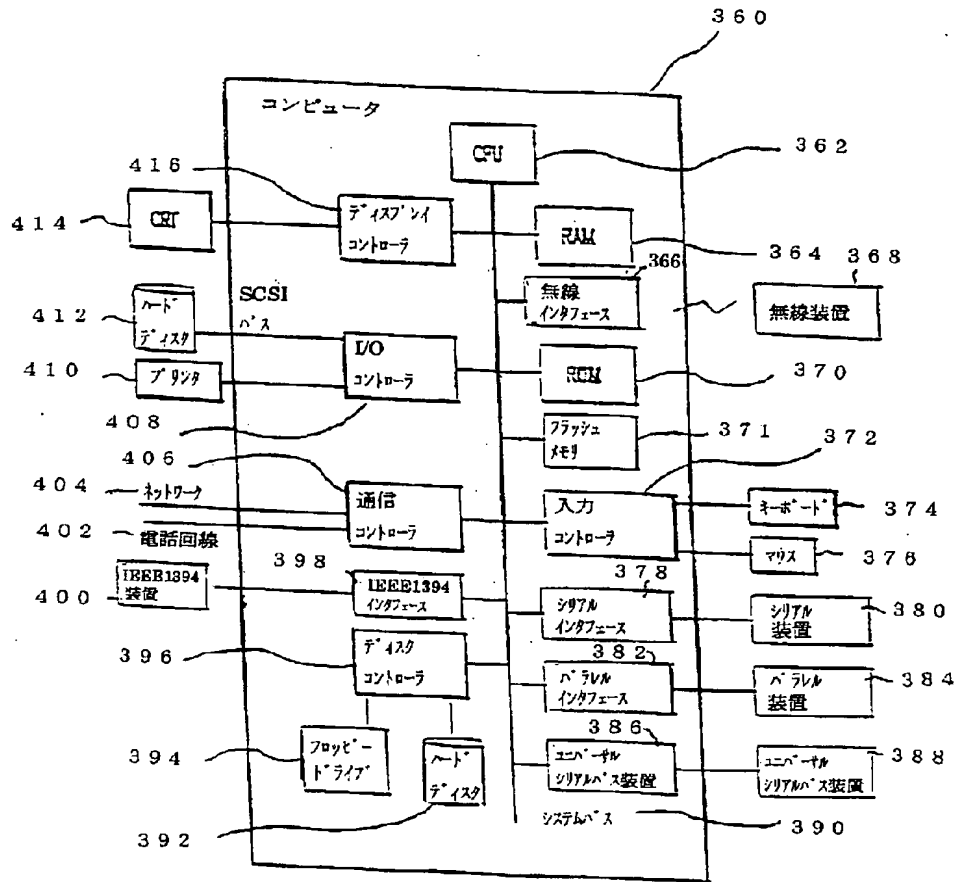 360
コンピュータ
CPU
362
416
ディスプレイ
コントローラ
414
CRT
RAM
364
366
368
無線
インタフェース
無線装置
SCSI
バス
412
ハード
ディスク
I/O
コントローラ
410
プリンタ
ROM
370
408
フラッシュ
メモリ
371
372
406
404
ネットワーク
通信
コントローラ
入力
コントローラ
キーボード
374
402
電話回線
マウス
376
398
378
IEEE1394
装置
400
IEEE1394
インタフェース
シリアル
インタフェース
シリアル
装置
380
396
ディスク
コントローラ
382
パラレル
インタフェース
パラレル
装置
384
386
394
フロッピー
ドライブ
ハード
ディスク
ユニバーサル
シリアルバス装置
ユニバーサル
シリアルバス装置
388
392
システムバス
390